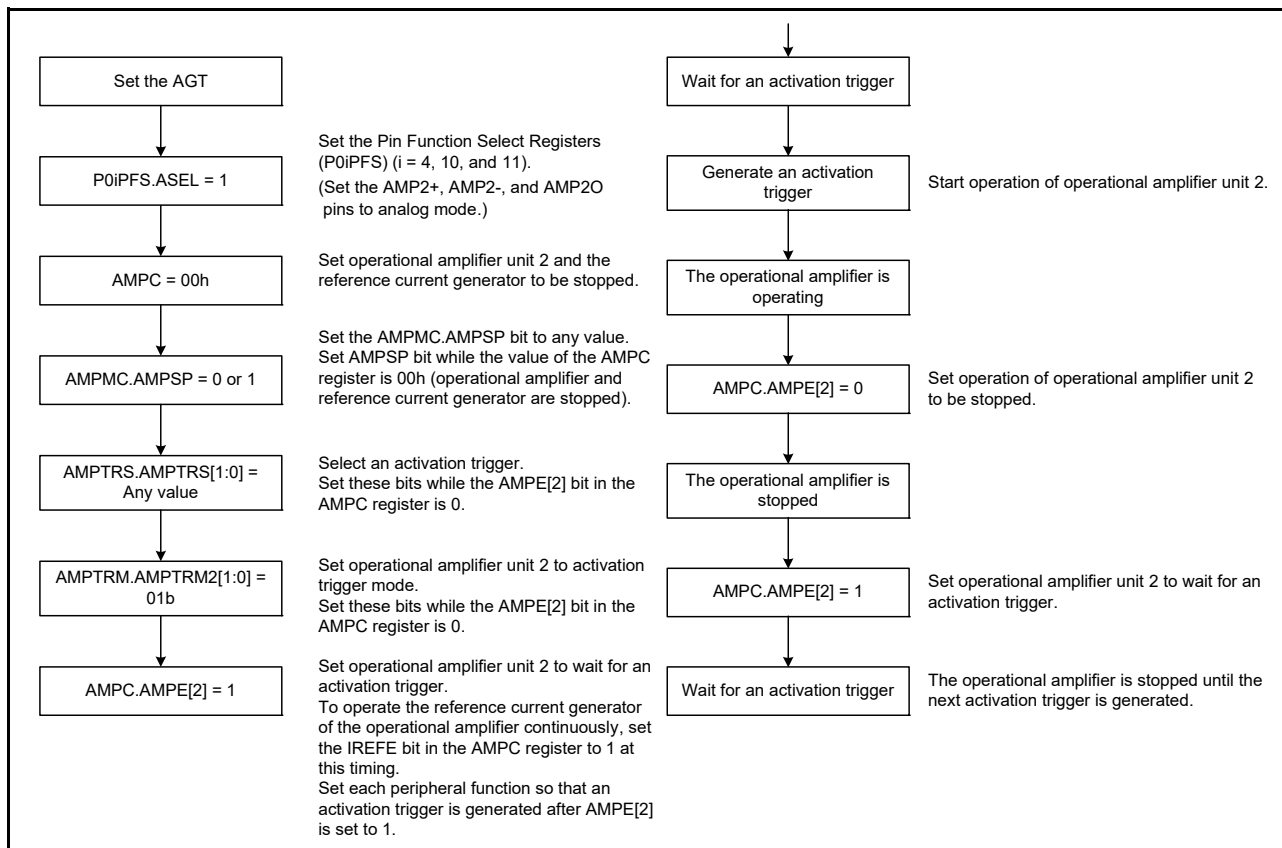 Set the AGT
P0iPFS.ASEL = 1
Set the Pin Function Select Registers
(P0iPFS) (i = 4, 10, and 11).
(Set the AMP2+, AMP2-, and AMP2O
pins to analog mode.)
AMPC = 00h
Set operational amplifier unit 2 and the
reference current generator to be stopped.
AMPMC.AMPSP = 0 or 1
Set the AMPMC.AMPSP bit to any value.
Set AMPSP bit while the value of the AMPC
register is 00h (operational amplifier and
reference current generator are stopped).
AMPTRS.AMPTRS[1:0] =
Any value
Select an activation trigger.
Set these bits while the AMPE[2] bit in the
AMPC register is 0.
AMPTRM.AMPTRM2[1:0] =
01b
Set operational amplifier unit 2 to activation
trigger mode.
Set these bits while the AMPE[2] bit in the
AMPC register is 0.
AMPC.AMPE[2] = 1
Set operational amplifier unit 2 to wait for an
activation trigger.
To operate the reference current generator
of the operational amplifier continuously, set
the IREFE bit in the AMPC register to 1 at
this timing.
Set each peripheral function so that an
activation trigger is generated after AMPE[2]
is set to 1.
Wait for an activation trigger
Generate an activation
trigger
Start operation of operational amplifier unit 2.
The operational amplifier is
operating
AMPC.AMPE[2] = 0
Set operation of operational amplifier unit 2
to be stopped.
The operational amplifier is
stopped
AMPC.AMPE[2] = 1
Set operational amplifier unit 2 to wait for an
activation trigger.
Wait for an activation trigger
The operational amplifier is stopped until the
next activation trigger is generated.